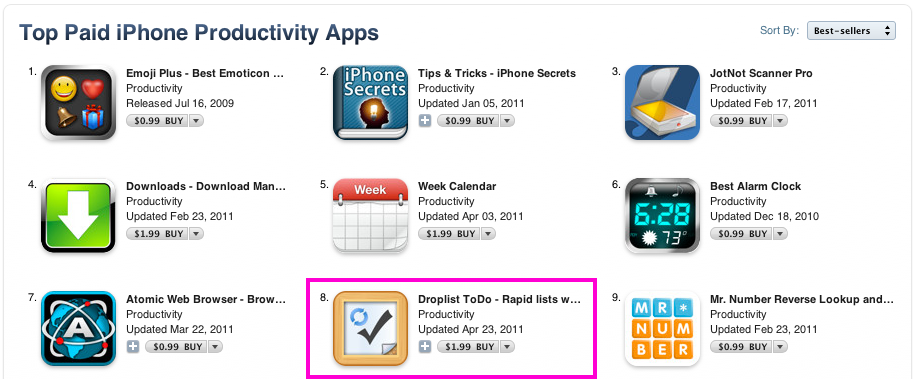 Top Paid iPhone Productivity Apps
Sort By: Best-sellers
1. Emoji Plus - Best Emoticon ...
Productivity
Released Jul 16, 2009
$0.99 BUY
2. iPhone Secrets
Tips & Tricks - iPhone Secrets
Productivity
Updated Jan 05, 2011
$0.99 BUY
3. JotNot Scanner Pro
Productivity
Updated Feb 17, 2011
$0.99 BUY
4. Downloads - Download Man...
Productivity
Updated Feb 23, 2011
$1.99 BUY
5. Week
Week Calendar
Productivity
Updated Apr 03, 2011
$1.99 BUY
6. 6:28
73°
Best Alarm Clock
Productivity
Updated Dec 18, 2010
$0.99 BUY
7. Atomic Web Browser - Brow...
Productivity
Updated Mar 22, 2011
$0.99 BUY
8. Droplist ToDo - Rapid lists w...
Productivity
Updated Apr 23, 2011
$1.99 BUY
9. MR*
NUM
BER
Mr. Number Reverse Lookup and...
Productivity
Updated Feb 23, 2011
$0.99 BUY